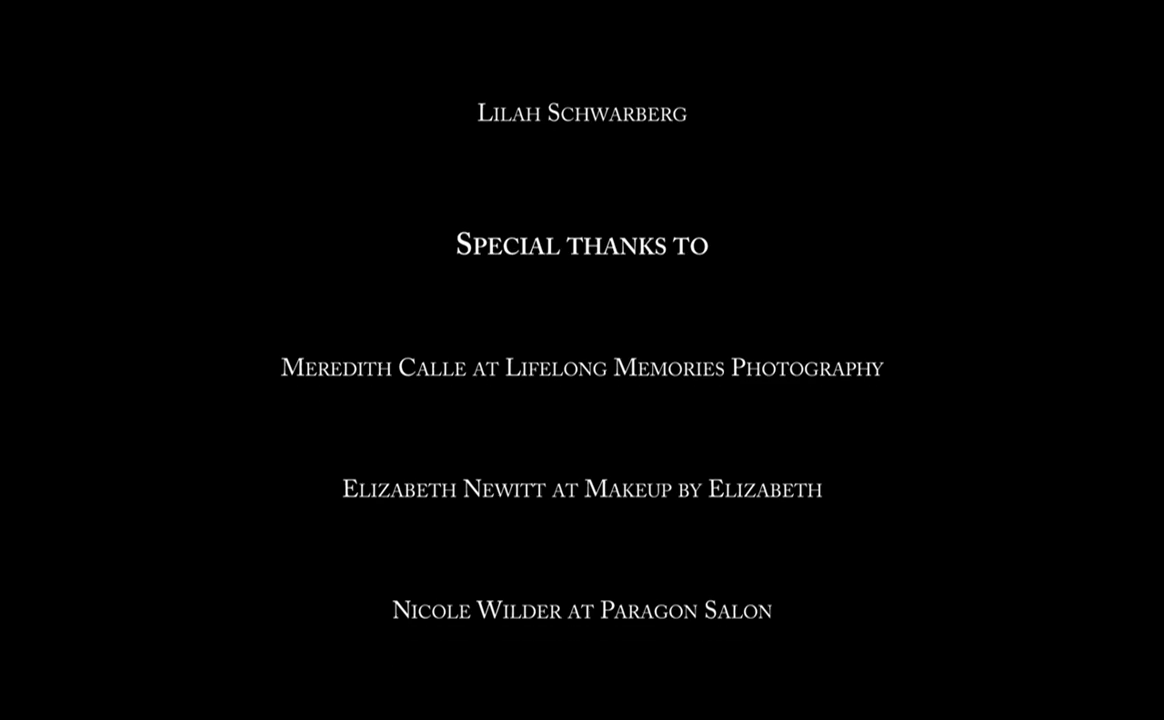 Lilah Schwarberg
Special thanks to
Meredith Calle at Lifelong Memories Photography
Elizabeth Newitt at Makeup by Elizabeth
Nicole Wilder at Paragon Salon